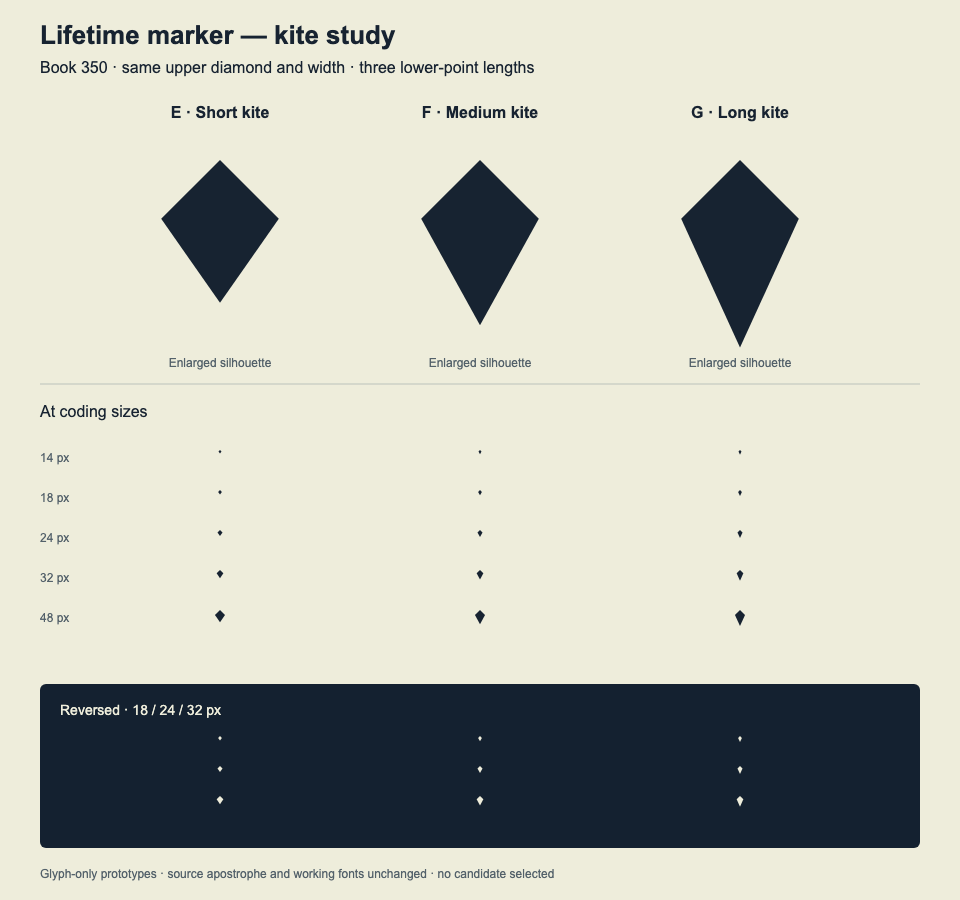 Lifetime marker — kite study
Book 350 · same upper diamond and width · three lower-point lengths
E · Short kite
F · Medium kite
G · Long kite
Enlarged silhouette
Enlarged silhouette
Enlarged silhouette
At coding sizes
14 px
18 px
24 px
32 px
48 px
Reversed · 18 / 24 / 32 px
Glyph-only prototypes · source apostrophe and working fonts unchanged · no candidate selected